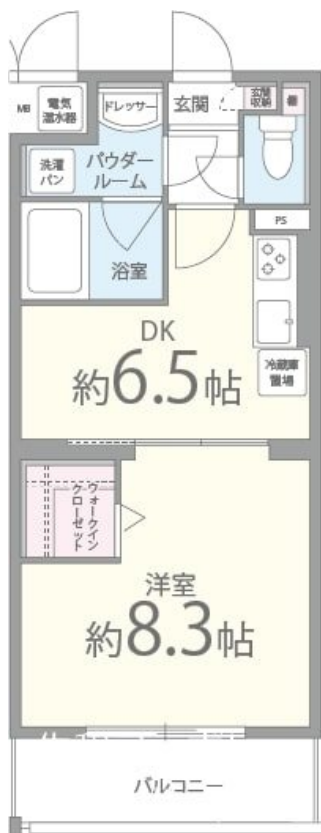 MB
電気
温水器
ドレッサー
玄関
玄関
収納
棚
洗濯
パン
パウダー
ルーム
PS
浴室
DK
約6.5帖
冷蔵庫
置場
ウォークイン
クローゼット
洋室
約8.3帖
バルコニー